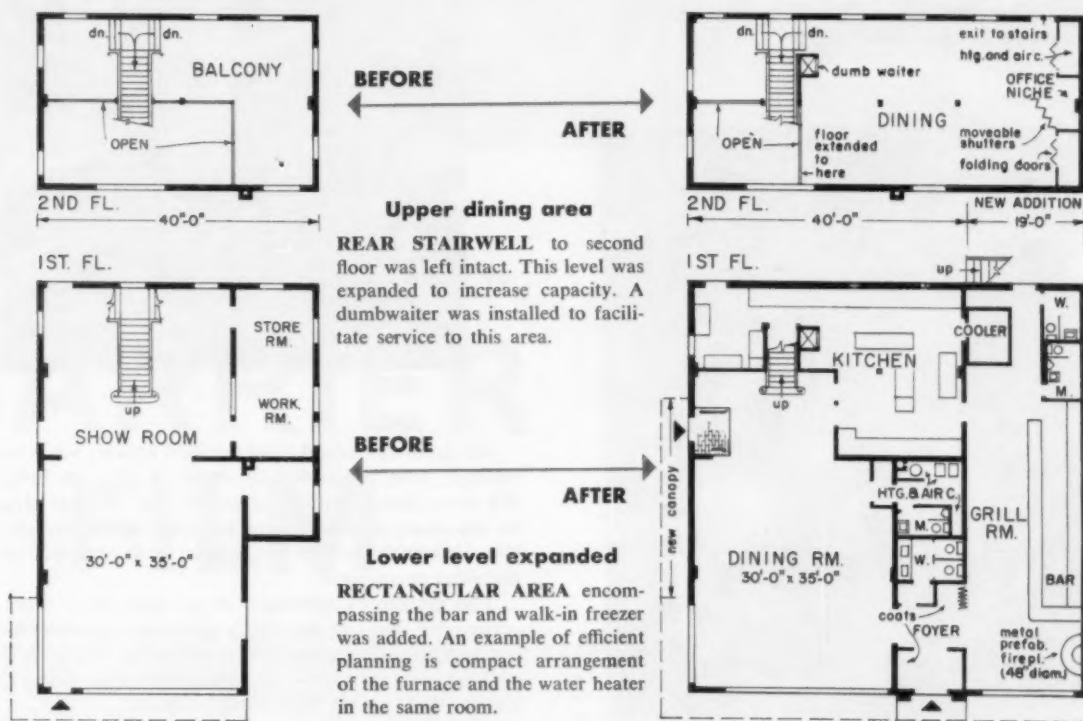 dn.
dn.
BALCONY
OPEN
2ND FL.
40"-0"
BEFORE
AFTER
dn.
dn.
dumb waiter
exit to stairs
htg. and air c.
OFFICE
NICHE
DINING
OPEN
floor
extended
to
here
moveable
shutters
folding doors
2ND FL.
40'-0"
NEW ADDITION
19'-0"
Upper dining area
REAR STAIRWELL to second
floor was left intact. This level was
expanded to increase capacity. A
dumbwaiter was installed to facili-
tate service to this area.
1ST. FL.
STORE
RM.
WORK.
RM.
up
SHOW ROOM
30'-0" x 35'-0"
BEFORE
AFTER
Lower level expanded
RECTANGULAR AREA encom-
passing the bar and walk-in freezer
was added. An example of efficient
planning is compact arrangement
of the furnace and the water heater
in the same room.
1ST FL.
up
W.
COOLER
KITCHEN
M.
up
new canopy
HTG. & AIR C.
M.
GRILL
RM.
DINING RM.
30'-0" x 35'-0"
W.
BAR
coats
FOYER
metal
prefab.
firepl.
(48" diam.)